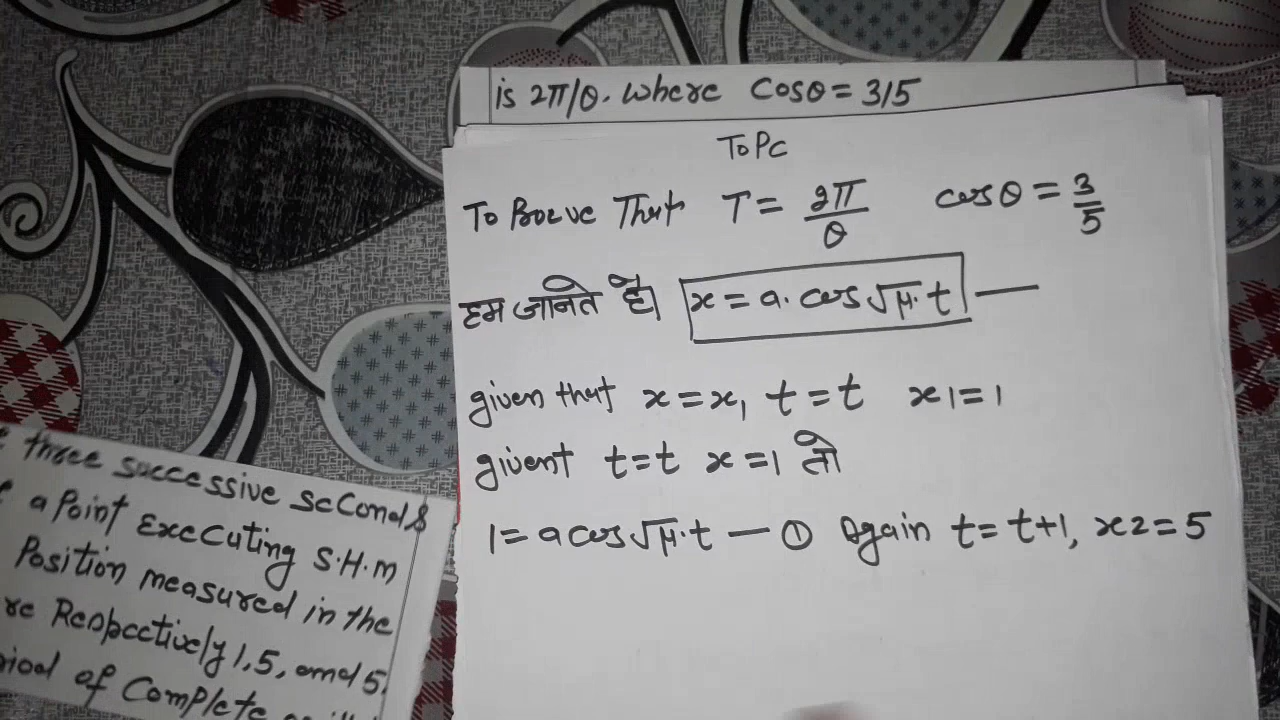 is 2π/θ. where cosθ = 3/5
ToPc
To Proeve That T = 2π/θ cosθ = 3/5
हम जानते है। x = a. cos √μ. t —
given that x = x₁ t = t x1 = 1
givent t = t x = 1 तो
1 = a cos √μ. t — ① Again t = t+1, x2 = 5
three successive seconds
a Point Executing S.H.m
Position measured in the
re Respectively 1, 5, and 5.
of Complete